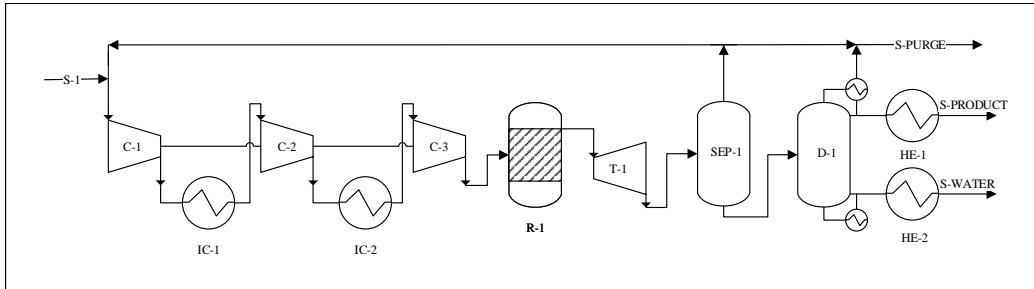 S-PURGE
S-1
S-PRODUCT
C-1
C-2
C-3
T-1
SEP-1
D-1
HE-1
S-WATER
IC-1
IC-2
R-1
HE-2